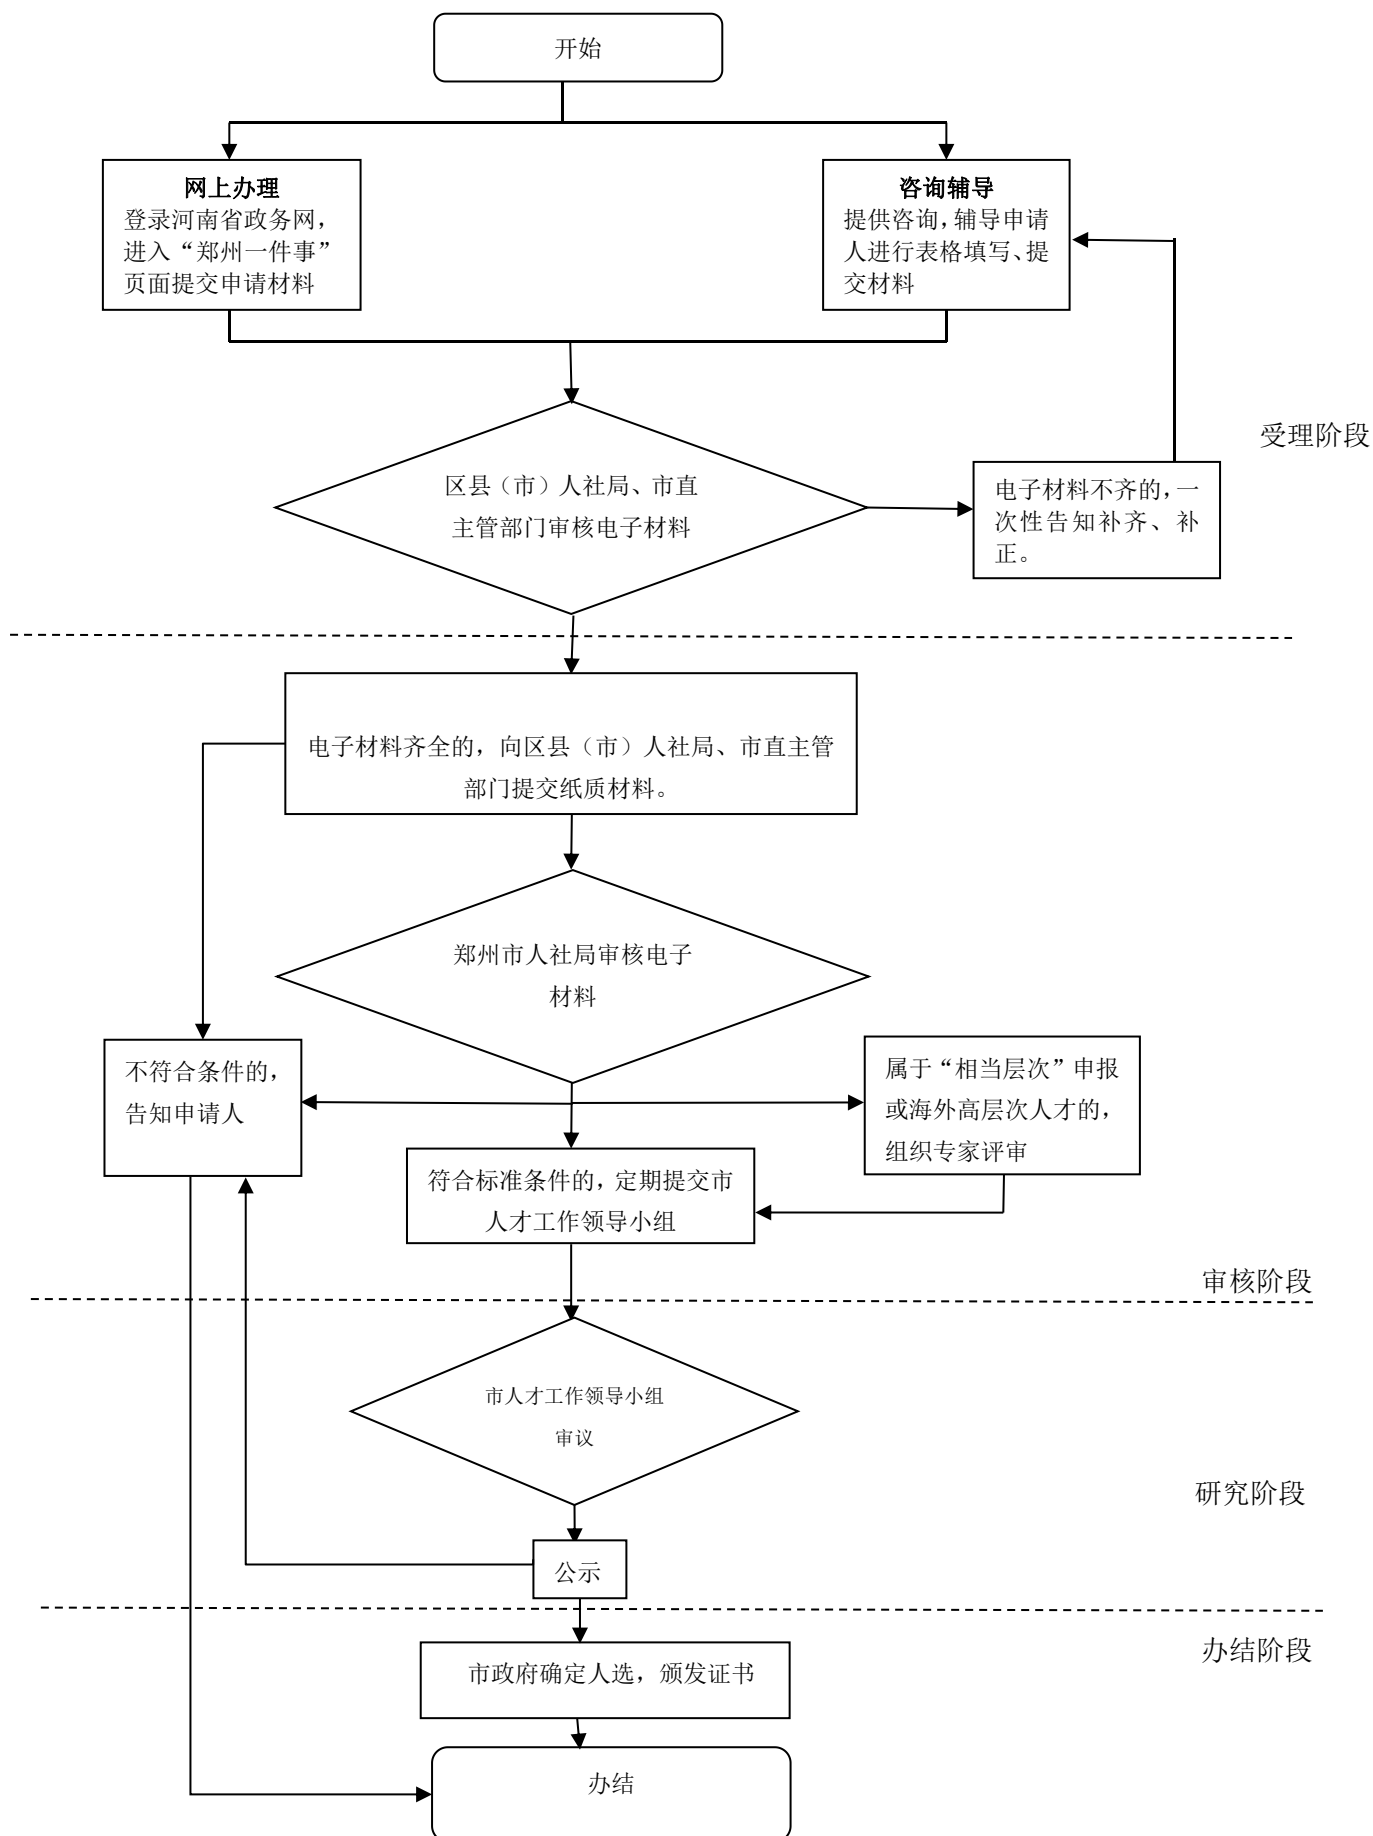 开始
网上办理
登录河南省政务网，
进入“郑州一件事”
页面提交申请材料
咨询辅导
提供咨询，辅导申请
人进行表格填写、提
交材料
受理阶段
区县（市）人社局、市直
主管部门审核电子材料
电子材料不齐的，一
次性告知补齐、补
正。
电子材料齐全的，向区县（市）人社局、市直主管
部门提交纸质材料。
郑州市人社局审核电子
材料
不符合条件的，
告知申请人
属于“相当层次”申报
或海外高层次人才的，
组织专家评审
符合标准条件的，定期提交市
人才工作领导小组
审核阶段
市人才工作领导小组
审议
研究阶段
公示
办结阶段
市政府确定人选，颁发证书
办结